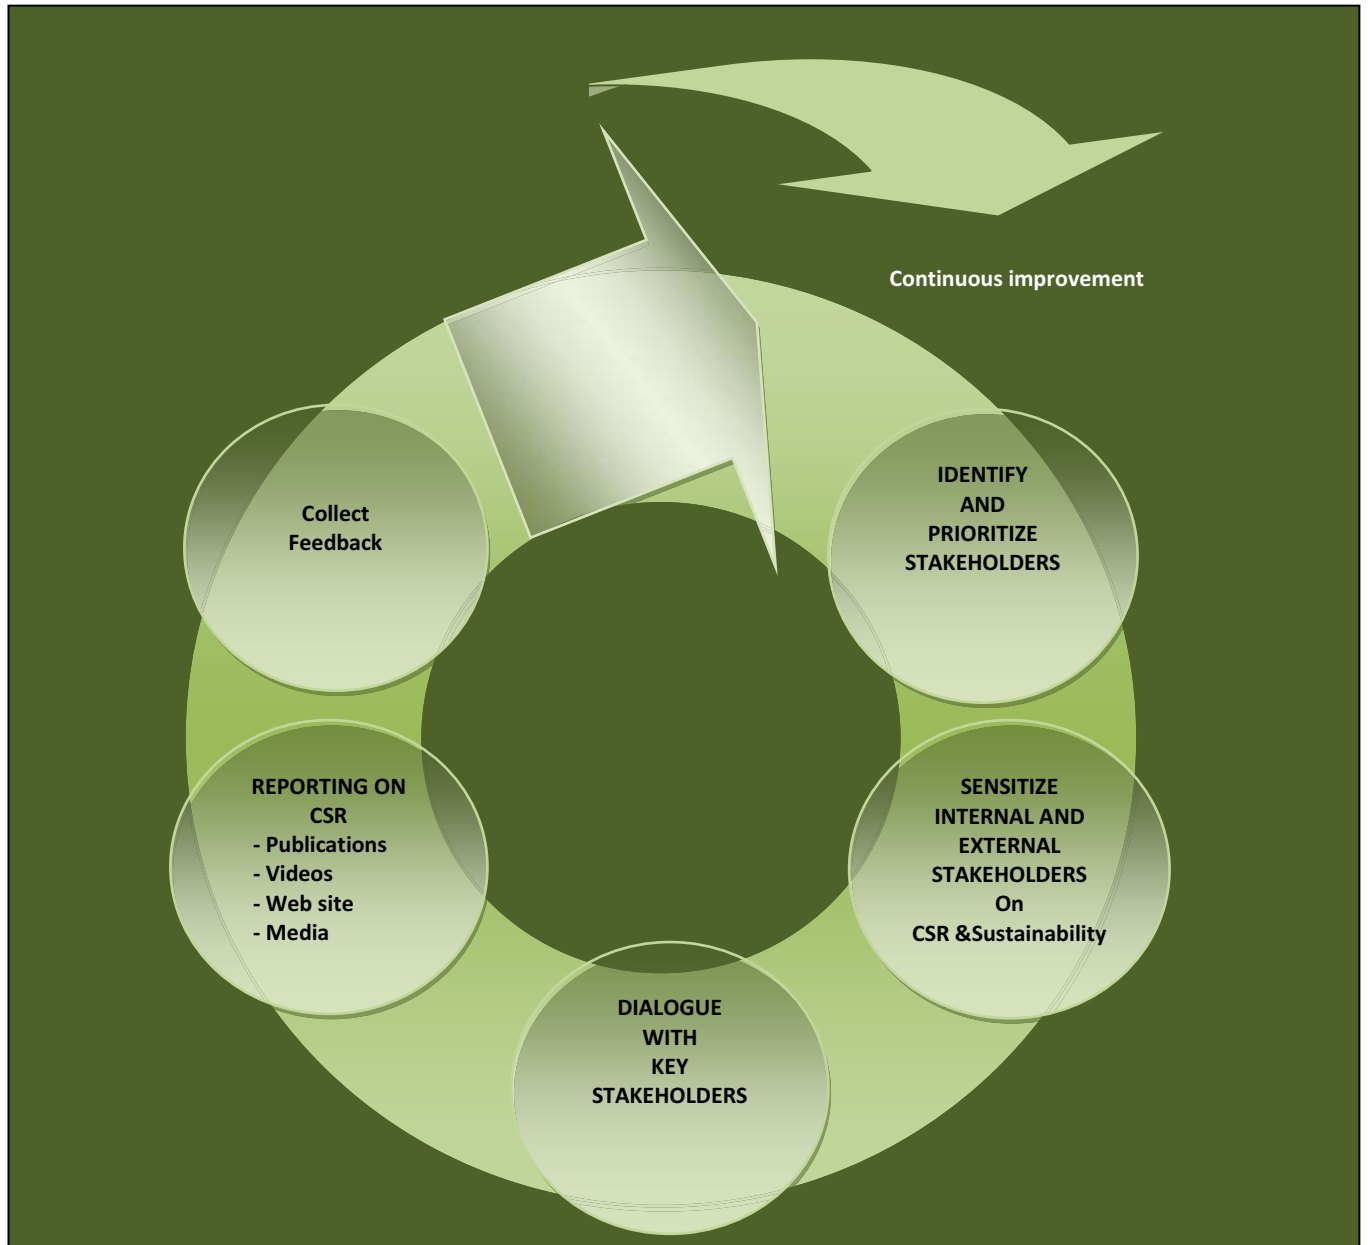 Continuous improvement
IDENTIFY
AND
PRIORITIZE
STAKEHOLDERS
SENSITIZE
INTERNAL AND
EXTERNAL
STAKEHOLDERS
On
CSR &Sustainability
DIALOGUE
WITH
KEY
STAKEHOLDERS
REPORTING ON
CSR
- Publications
- Videos
- Web site
- Media
Collect
Feedback